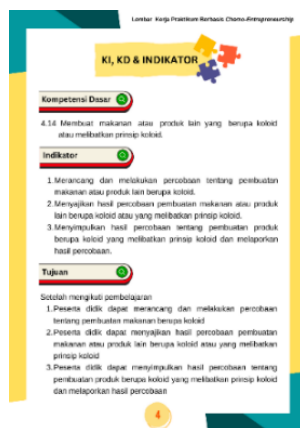 Lembar Kerja Praktikum Berbasis Chemo-Entrepreneurship
KI, KD & INDIKATOR
Kompetensi Dasar
4.14 Membuat makanan atau produk lain yang berupa koloid
atau melibatkan prinsip koloid.
Indikator
1.Merancang dan melakukan percobaan tentang pembuatan
makanan atau produk lain berupa koloid.
2.Menyajikan hasil percobaan pembuatan makanan atau produk
lain berupa koloid atau yang melibatkan prinsip koloid.
3.Menyimpulkan hasil percobaan tentang pembuatan produk
berupa koloid yang melibatkan prinsip koloid dan melaporkan
hasil percobaan.
Tujuan
Setelah mengikuti pembelajaran
1.Peserta didik dapat merancang dan melakukan percobaan
tentang pembuatan makanan berupa koloid
2.Peserta didik dapat menyajikan hasil percobaan pembuatan
makanan atau produk lain berupa koloid atau yang melibatkan
prinsip koloid
3.Peserta didik dapat menyimpulkan hasil percobaan tentang
pembuatan produk berupa koloid yang melibatkan prinsip koloid
dan melaporkan hasil percobaan
4